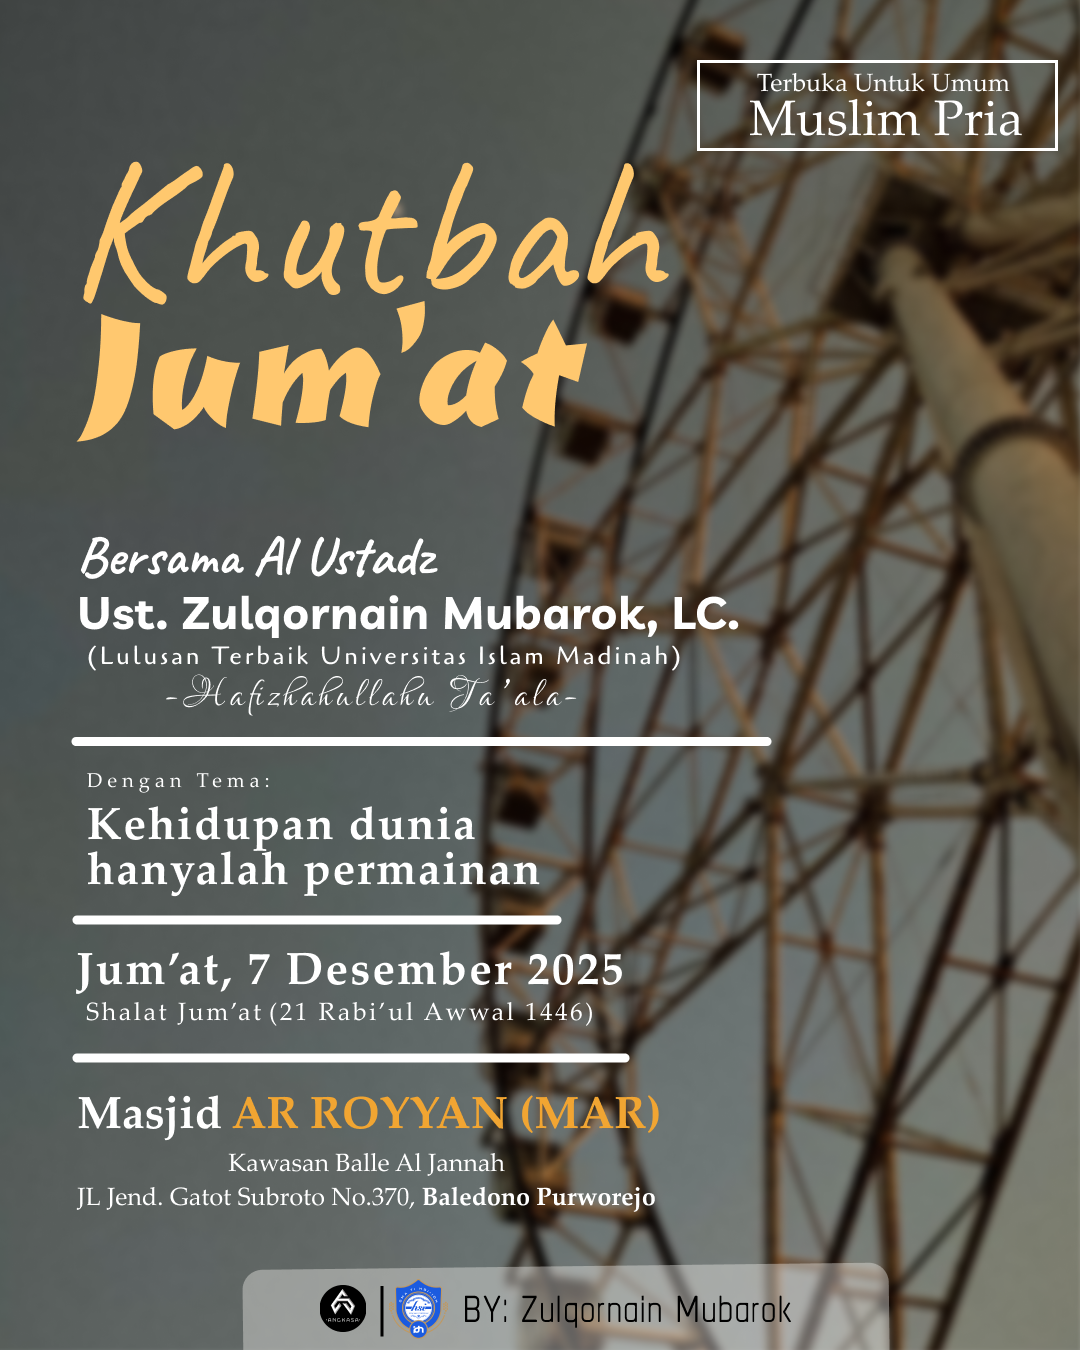 Terbuka Untuk Umum
Muslim Pria
Khutbah
Jum'at
Bersama Al Ustadz
Ust. Zulqornain Mubarok, LC.
(Lulusan Terbaik Universitas Islam Madinah)
-Hafizhahullahu Ta'ala-
Dengan Tema:
Kehidupan dunia
hanyalah permainan
Jum'at, 7 Desember 2025
Shalat Jum'at (21 Rabi'ul Awwal 1446)
Masjid AR ROYYAN (MAR)
Kawasan Balle Al Jannah
JL Jend. Gatot Subroto No.370, Baledono Purworejo
ANGKASA
BY: Zulqornain Mubarok